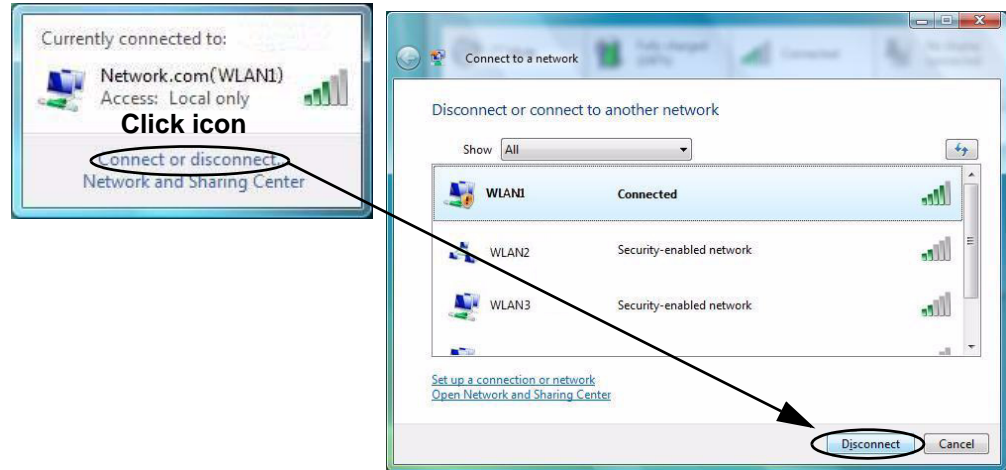 Currently connected to:
Network.com(WLAN1)
Access: Local only
Click icon
Connect or disconnect...
Network and Sharing Center
Connect to a network
Disconnect or connect to another network
Show All
WLAN1 Connected
WLAN2 Security-enabled network
WLAN3 Security-enabled network
Set up a connection or network
Open Network and Sharing Center
Disconnect Cancel